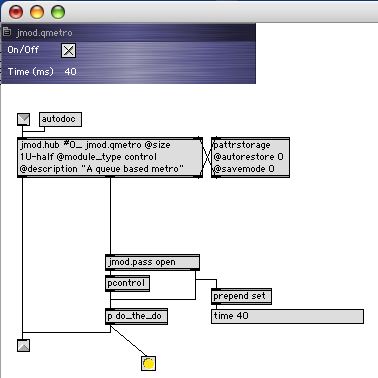 jmod.qmetro
On/Off
Time (ms) 40
autodoc
jmod.hub #0_ jmod.qmetro @size
1U-half @module_type control
@description "A queue based metro"
pattrstorage
@autorestore 0
@savemode 0
jmod.pass open
pcontrol
prepend set
p do_the_do
time 40